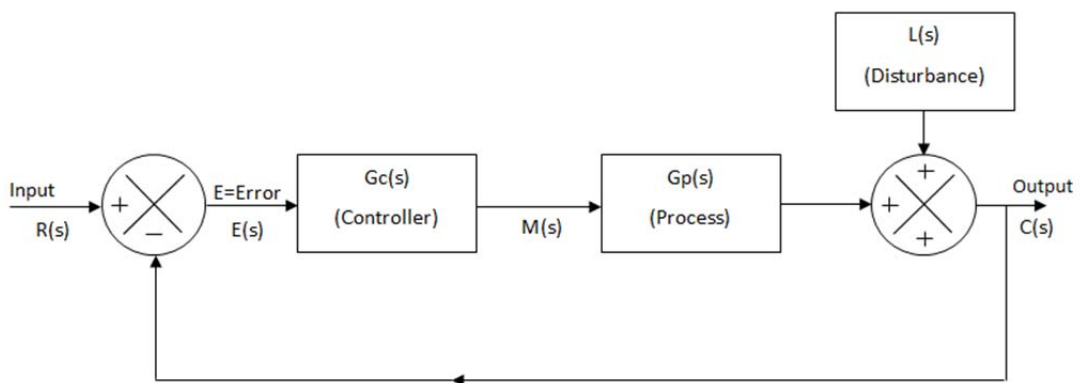 L(s)
(Disturbance)
Input
R(s)
+
−
E=Error
E(s)
Gc(s)
(Controller)
M(s)
Gp(s)
(Process)
+
+
+
Output
C(s)